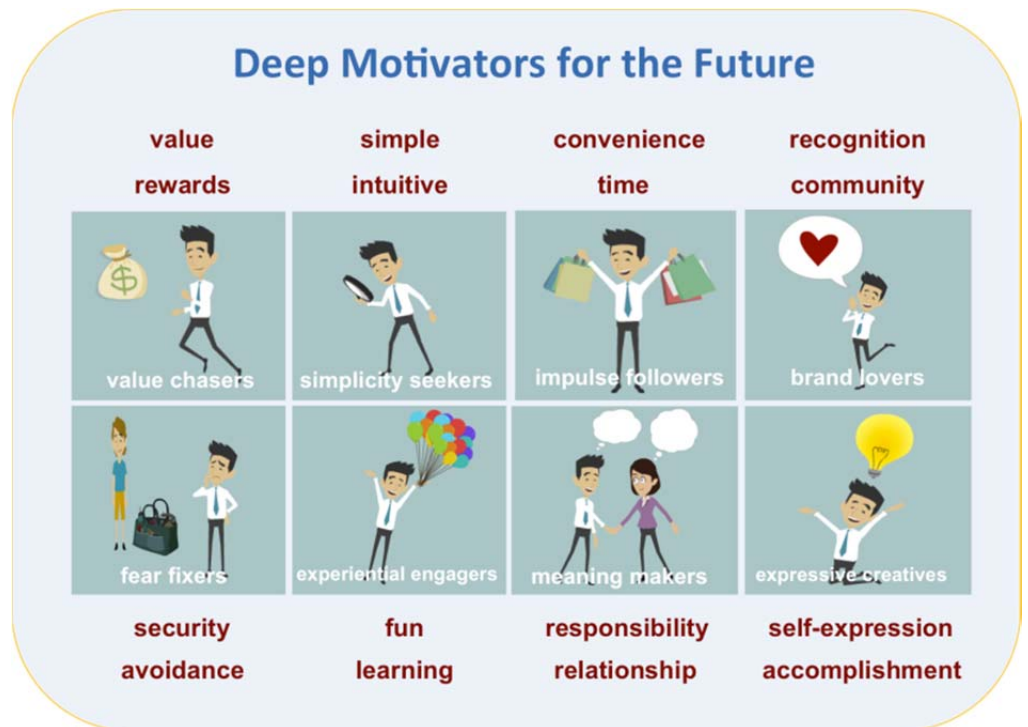 Deep Motivators for the Future
value simple convenience recognition
rewards intuitive time community
$
value chasers simplicity seekers impulse followers brand lovers
fear fixers experiential engagers meaning makers expressive creatives
security fun responsibility self-expression
avoidance learning relationship accomplishment